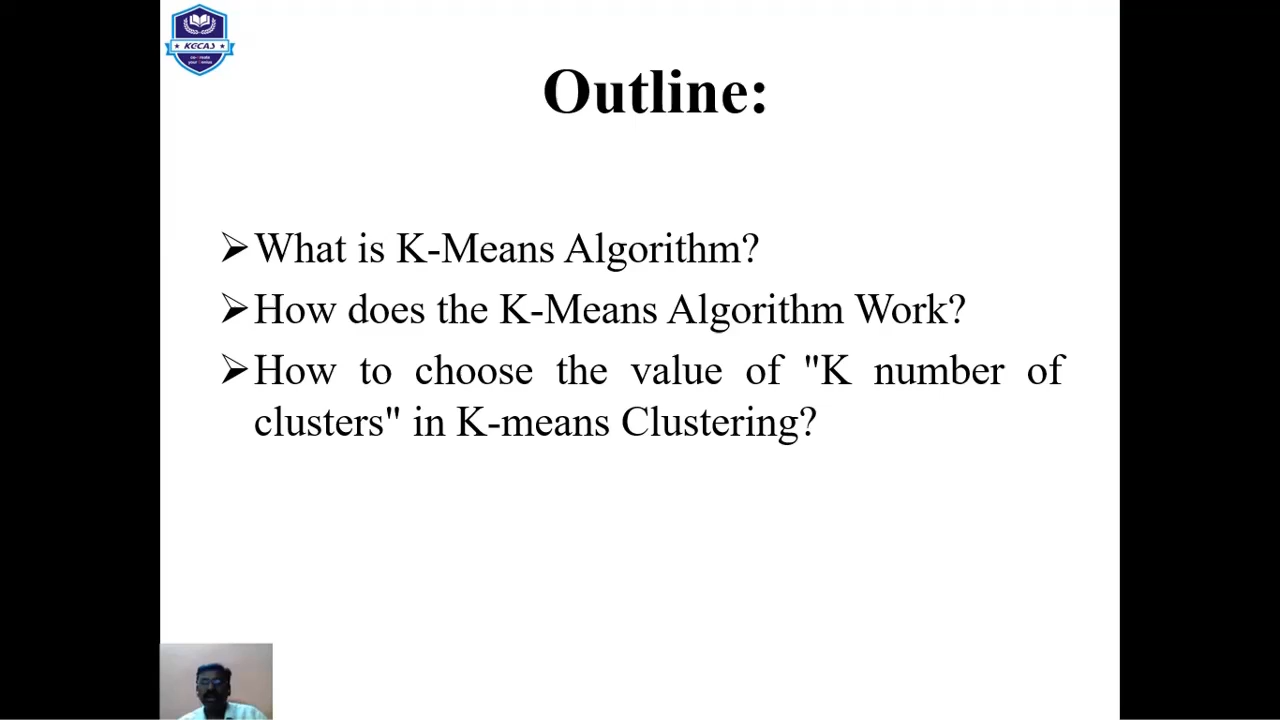 KGCAS
Outline:
What is K-Means Algorithm?
How does the K-Means Algorithm Work?
How to choose the value of "K number of
clusters" in K-means Clustering?